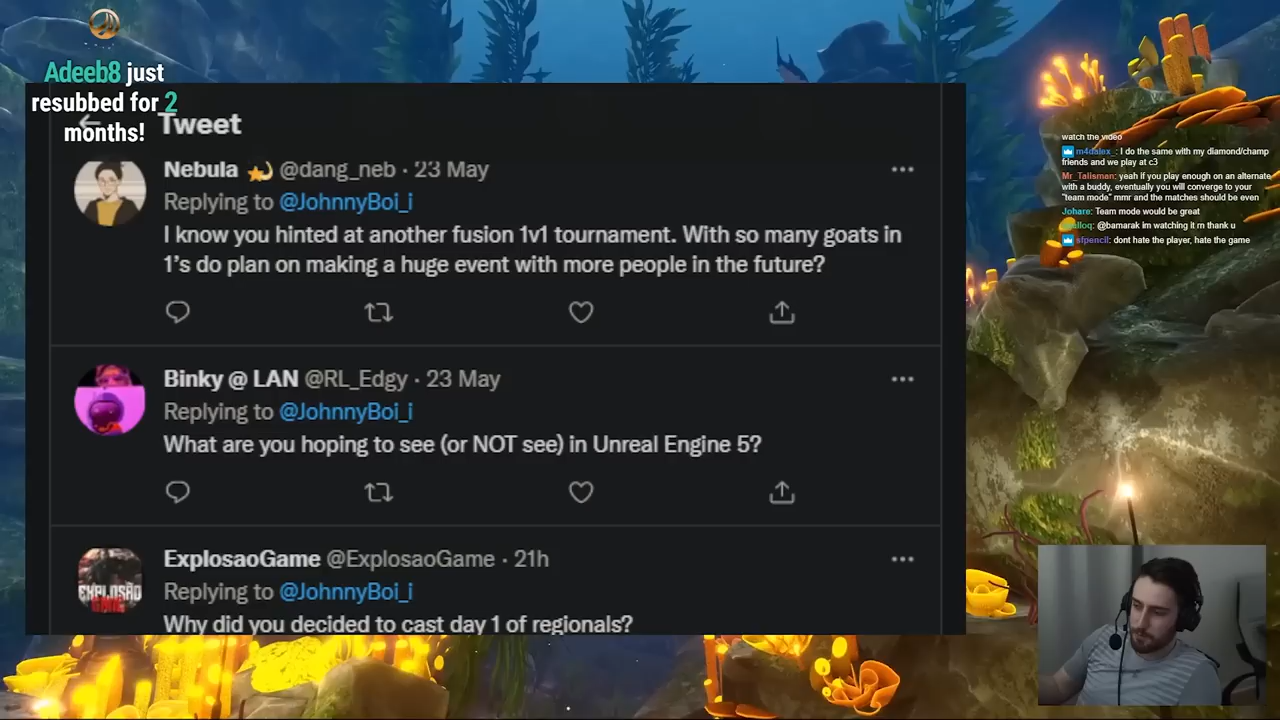 Adeeb8 just
resubbed for 2
months!
Tweet
Nebula @dang_neb · 23 May
Replying to @JohnnyBoi_i
I know you hinted at another fusion 1v1 tournament. With so many goats in
1's do plan on making a huge event with more people in the future?
Binky @ LAN @RL_Edgy · 23 May
Replying to @JohnnyBoi_i
What are you hoping to see (or NOT see) in Unreal Engine 5?
EXPLOSÃO
GAME
ExplosaoGame @ExplosaoGame · 21h
Replying to @JohnnyBoi_i
Why did you decided to cast day 1 of regionals?
watch the video
m4dalex_: I do the same with my diamond/champ
friends and we play at c3
Mr_Talisman: yeah if you play enough on an alternate
with a buddy, eventually you will converge to your
"team mode" mmr and the matches should be even
Johare: Team mode would be great
@bamarak im watching it rn thank u
dont hate the player, hate the game